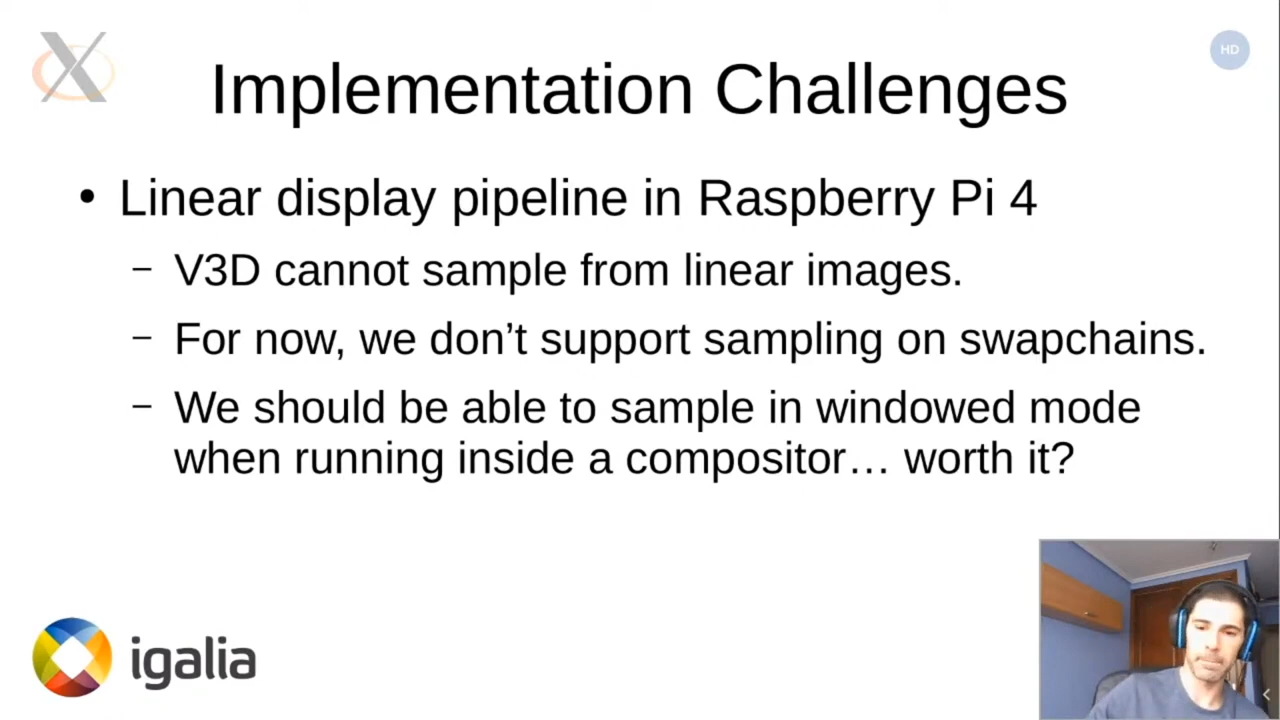 X
HD
Implementation Challenges
• Linear display pipeline in Raspberry Pi 4
– V3D cannot sample from linear images.
– For now, we don’t support sampling on swapchains.
– We should be able to sample in windowed mode
when running inside a compositor… worth it?
igalia